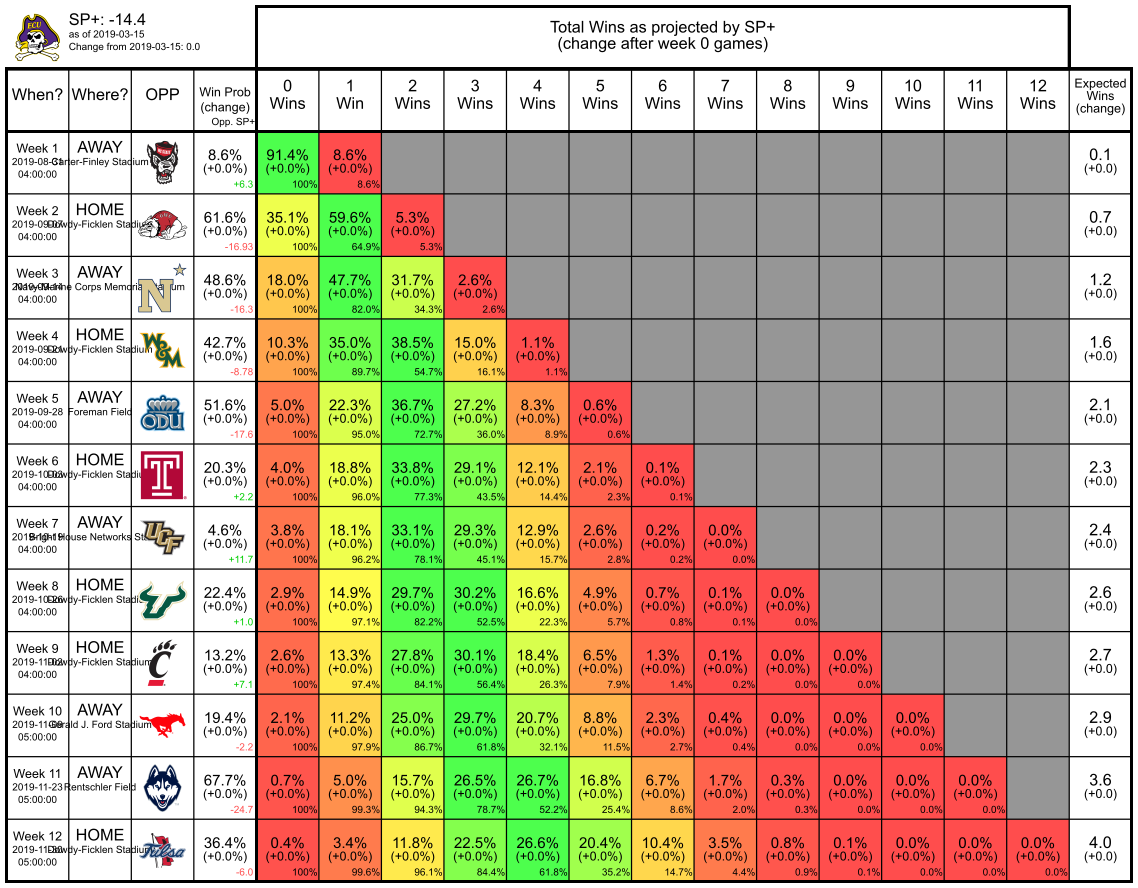 ECU
SP+: -14.4
as of 2019-03-15
Change from 2019-03-15: 0.0
Total Wins as projected by SP+
(change after week 0 games)
When? Where? OPP Win Prob (change) Opp. SP+ 0 Wins 1 Win 2 Wins 3 Wins 4 Wins 5 Wins 6 Wins 7 Wins 8 Wins 9 Wins 10 Wins 11 Wins 12 Wins Expected Wins (change)
Week 1 AWAY 8.6% 91.4% 8.6% 0.1
Carter-Finley Stadium (+0.0%) (+0.0%) (+0.0%) (+0.0)
04:00:00 +6.3 100% 8.6%
Week 2 HOME 61.6% 35.1% 59.6% 5.3% 0.7
(+0.0%) (+0.0%) (+0.0%) (+0.0%) (+0.0)
04:00:00 -16.93 100% 64.9% 5.3%
Week 3 AWAY N 48.6% 18.0% 47.7% 31.7% 2.6% 1.2
(+0.0%) (+0.0%) (+0.0%) (+0.0%) (+0.0%) (+0.0)
04:00:00 -16.3 100% 82.0% 34.3% 2.6%
Week 4 HOME W&M 42.7% 10.3% 35.0% 38.5% 15.0% 1.1% 1.6
(+0.0%) (+0.0%) (+0.0%) (+0.0%) (+0.0%) (+0.0%) (+0.0)
04:00:00 -8.78 100% 89.7% 54.7% 16.1% 1.1%
Week 5 AWAY ODU 51.6% 5.0% 22.3% 36.7% 27.2% 8.3% 0.6% 2.1
2019-09-28 Foreman Field (+0.0%) (+0.0%) (+0.0%) (+0.0%) (+0.0%) (+0.0%) (+0.0%) (+0.0)
04:00:00 -17.6 100% 95.0% 72.7% 36.0% 8.9% 0.6%
Week 6 HOME T 20.3% 4.0% 18.8% 33.8% 29.1% 12.1% 2.1% 0.1% 2.3
(+0.0%) (+0.0%) (+0.0%) (+0.0%) (+0.0%) (+0.0%) (+0.0%) (+0.0%) (+0.0)
04:00:00 +2.2 100% 96.0% 77.3% 43.5% 14.4% 2.3% 0.1%
Week 7 AWAY UCF 4.6% 3.8% 18.1% 33.1% 29.3% 12.9% 2.6% 0.2% 0.0% 2.4
(+0.0%) (+0.0%) (+0.0%) (+0.0%) (+0.0%) (+0.0%) (+0.0%) (+0.0%) (+0.0%) (+0.0)
04:00:00 +11.7 100% 96.2% 78.1% 45.1% 15.7% 2.8% 0.2% 0.0%
Week 8 HOME 22.4% 2.9% 14.9% 29.7% 30.2% 16.6% 4.9% 0.7% 0.1% 0.0% 2.6
(+0.0%) (+0.0%) (+0.0%) (+0.0%) (+0.0%) (+0.0%) (+0.0%) (+0.0%) (+0.0%) (+0.0%) (+0.0)
04:00:00 +1.0 100% 97.1% 82.2% 52.5% 22.3% 5.7% 0.8% 0.1% 0.0%
Week 9 HOME C 13.2% 2.6% 13.3% 27.8% 30.1% 18.4% 6.5% 1.3% 0.1% 0.0% 0.0% 2.7
(+0.0%) (+0.0%) (+0.0%) (+0.0%) (+0.0%) (+0.0%) (+0.0%) (+0.0%) (+0.0%) (+0.0%) (+0.0%) (+0.0)
04:00:00 +7.1 100% 97.4% 84.1% 56.4% 26.3% 7.9% 1.4% 0.2% 0.0% 0.0%
Week 10 AWAY 19.4% 2.1% 11.2% 25.0% 29.7% 20.7% 8.8% 2.3% 0.4% 0.0% 0.0% 0.0% 2.9
Gerald J. Ford Stadium (+0.0%) (+0.0%) (+0.0%) (+0.0%) (+0.0%) (+0.0%) (+0.0%) (+0.0%) (+0.0%) (+0.0%) (+0.0%) (+0.0%) (+0.0)
05:00:00 -2.2 100% 97.9% 86.7% 61.8% 32.1% 11.5% 2.7% 0.4% 0.0% 0.0% 0.0%
Week 11 AWAY 67.7% 0.7% 5.0% 15.7% 26.5% 26.7% 16.8% 6.7% 1.7% 0.3% 0.0% 0.0% 0.0% 3.6
2019-11-23 Rentschler Field (+0.0%) (+0.0%) (+0.0%) (+0.0%) (+0.0%) (+0.0%) (+0.0%) (+0.0%) (+0.0%) (+0.0%) (+0.0%) (+0.0%) (+0.0%) (+0.0)
05:00:00 -24.7 100% 99.3% 94.3% 78.7% 52.2% 25.4% 8.6% 2.0% 0.3% 0.0% 0.0% 0.0%
Week 12 HOME Tulsa 36.4% 0.4% 3.4% 11.8% 22.5% 26.6% 20.4% 10.4% 3.5% 0.8% 0.1% 0.0% 0.0% 0.0% 4.0
(+0.0%) (+0.0%) (+0.0%) (+0.0%) (+0.0%) (+0.0%) (+0.0%) (+0.0%) (+0.0%) (+0.0%) (+0.0%) (+0.0%) (+0.0%) (+0.0%) (+0.0)
05:00:00 -6.0 100% 99.6% 96.1% 84.4% 61.8% 35.2% 14.7% 4.4% 0.9% 0.1% 0.0% 0.0% 0.0%